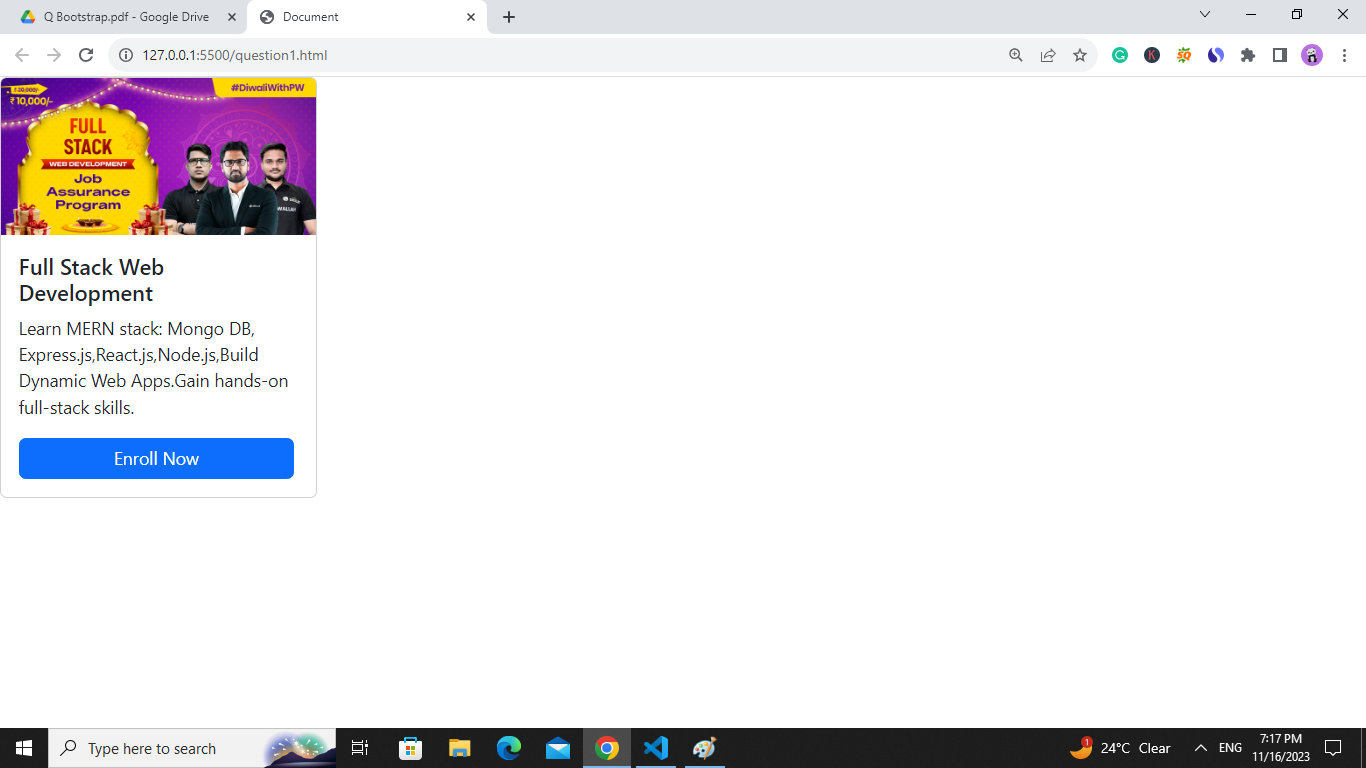 Q Bootstrap.pdf - Google Drive
Document
127.0.0.1:5500/question1.html
₹ 20,000/-
₹ 10,000/-
#DiwaliWithPW
FULL
STACK
WEB DEVELOPMENT
Job
Assurance
Program
Full Stack Web
Development
Learn MERN stack: Mongo DB,
Express.js,React.js,Node.js,Build
Dynamic Web Apps.Gain hands-on
full-stack skills.
Enroll Now
Type here to search
1
24°C Clear
ENG
7:17 PM
11/16/2023